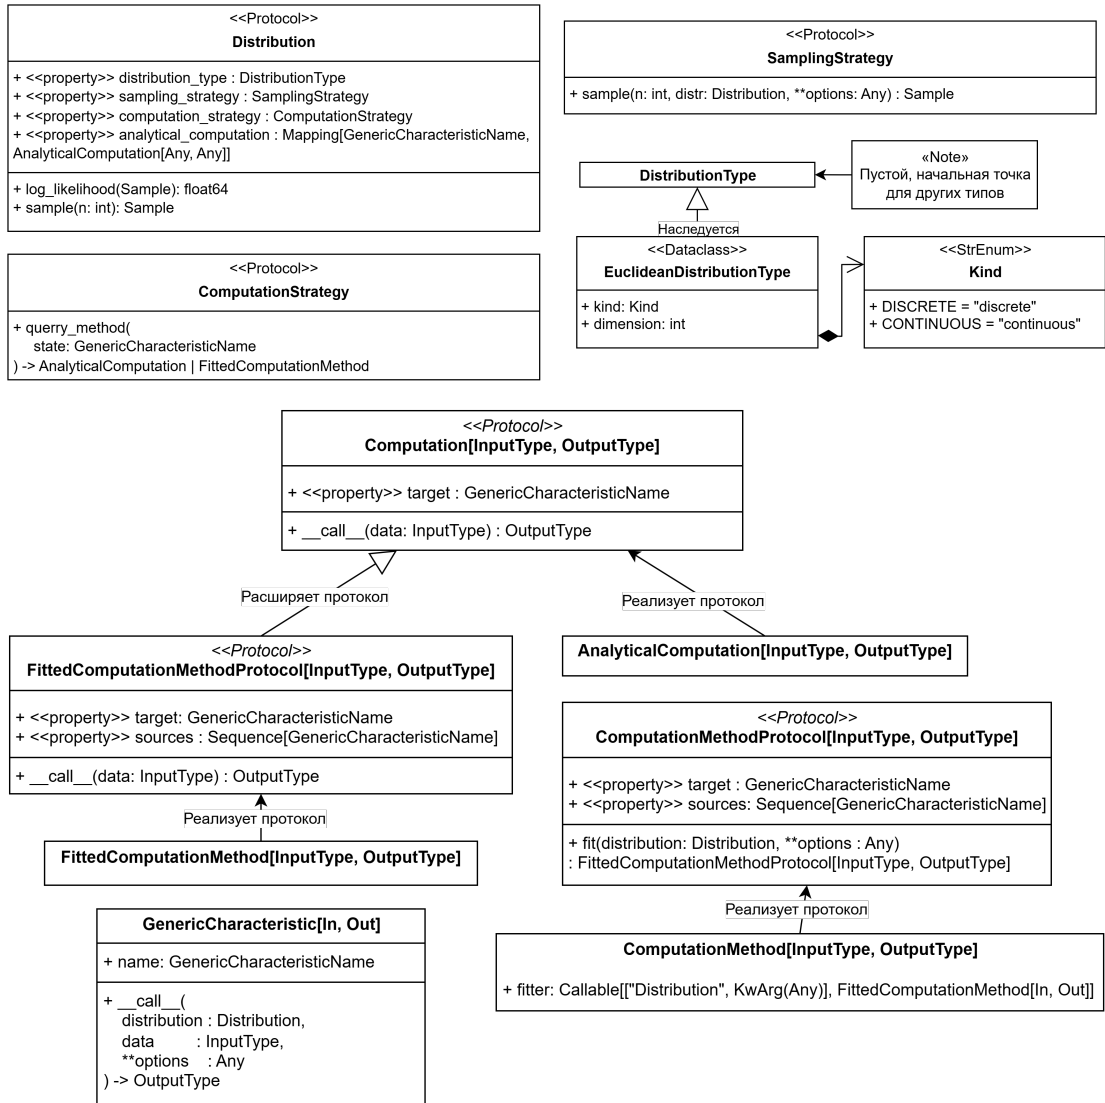 <<Protocol>>
Distribution
+ <<property>> distribution_type : DistributionType
+ <<property>> sampling_strategy : SamplingStrategy
+ <<property>> computation_strategy : ComputationStrategy
+ <<property>> analytical_computation : Mapping[GenericCharacteristicName,
AnalyticalComputation[Any, Any]]
+ log_likelihood(Sample): float64
+ sample(n: int): Sample
<<Protocol>>
SamplingStrategy
+ sample(n: int, distr: Distribution, **options: Any) : Sample
DistributionType
«Note»
Пустой, начальная точка
для других типов
Наследуется
<<Dataclass>>
EuclideanDistributionType
+ kind: Kind
+ dimension: int
<<StrEnum>>
Kind
+ DISCRETE = "discrete"
+ CONTINUOUS = "continuous"
<<Protocol>>
ComputationStrategy
+ querry_method(
state: GenericCharacteristicName
) -> AnalyticalComputation | FittedComputationMethod
<<Protocol>>
Computation[InputType, OutputType]
+ <<property>> target : GenericCharacteristicName
+ __call__(data: InputType) : OutputType
Расширяет протокол
Реализует протокол
<<Protocol>>
FittedComputationMethodProtocol[InputType, OutputType]
+ <<property>> target: GenericCharacteristicName
+ <<property>> sources : Sequence[GenericCharacteristicName]
+ __call__(data: InputType) : OutputType
Реализует протокол
FittedComputationMethod[InputType, OutputType]
AnalyticalComputation[InputType, OutputType]
<<Protocol>>
ComputationMethodProtocol[InputType, OutputType]
+ <<property>> target : GenericCharacteristicName
+ <<property>> sources: Sequence[GenericCharacteristicName]
+ fit(distribution: Distribution, **options : Any)
: FittedComputationMethodProtocol[InputType, OutputType]
Реализует протокол
ComputationMethod[InputType, OutputType]
+ fitter: Callable[["Distribution", KwArg(Any)], FittedComputationMethod[In, Out]]
GenericCharacteristic[In, Out]
+ name: GenericCharacteristicName
+ __call__(
distribution : Distribution,
data : InputType,
**options : Any
) -> OutputType